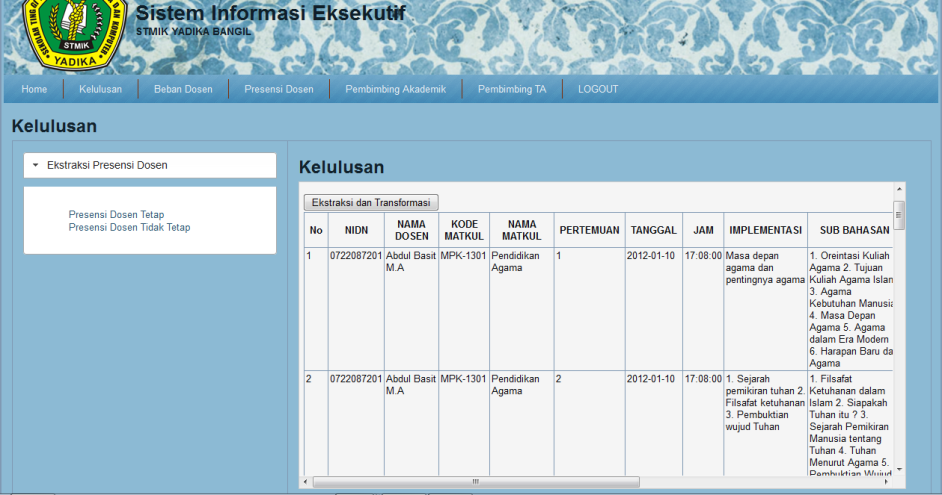 Sistem Informasi Eksekutif
STMIK YADIKA BANGIL
STMIK
YADIKA
Home Kelulusan Beban Dosen Presensi Dosen Pembimbing Akademik Pembimbing TA LOGOUT
Kelulusan
Ekstraksi Presensi Dosen
Presensi Dosen Tetap
Presensi Dosen Tidak Tetap
Kelulusan
Ekstraksi dan Transformasi
No NIDN NAMA DOSEN KODE MATKUL NAMA MATKUL PERTEMUAN TANGGAL JAM IMPLEMENTASI SUB BAHASAN
1 0722087201 Abdul Basit MPK-1301 Pendidikan 1 2012-01-10 17:08:00 Masa depan 1. Oreintasi Kuliah
M.A Agama agama dan Agama 2. Tujuan
pentingnya agama Kuliah Agama Islan
3. Agama
Kebutuhan Manusia
4. Masa Depan
Agama 5. Agama
dalam Era Modern
6. Harapan Baru da
Agama
2 0722087201 Abdul Basit MPK-1301 Pendidikan 2 2012-01-10 17:08:00 1. Sejarah 1. Filsafat
M.A Agama pemikiran tuhan 2. Ketuhanan dalam
Filsafat ketuhanan Islam 2. Siapakah
3. Pembuktian Tuhan itu ? 3.
wujud Tuhan Sejarah Pemikiran
Manusia tentang
Tuhan 4. Tuhan
Menurut Agama 5.
Pembuktian Wujud